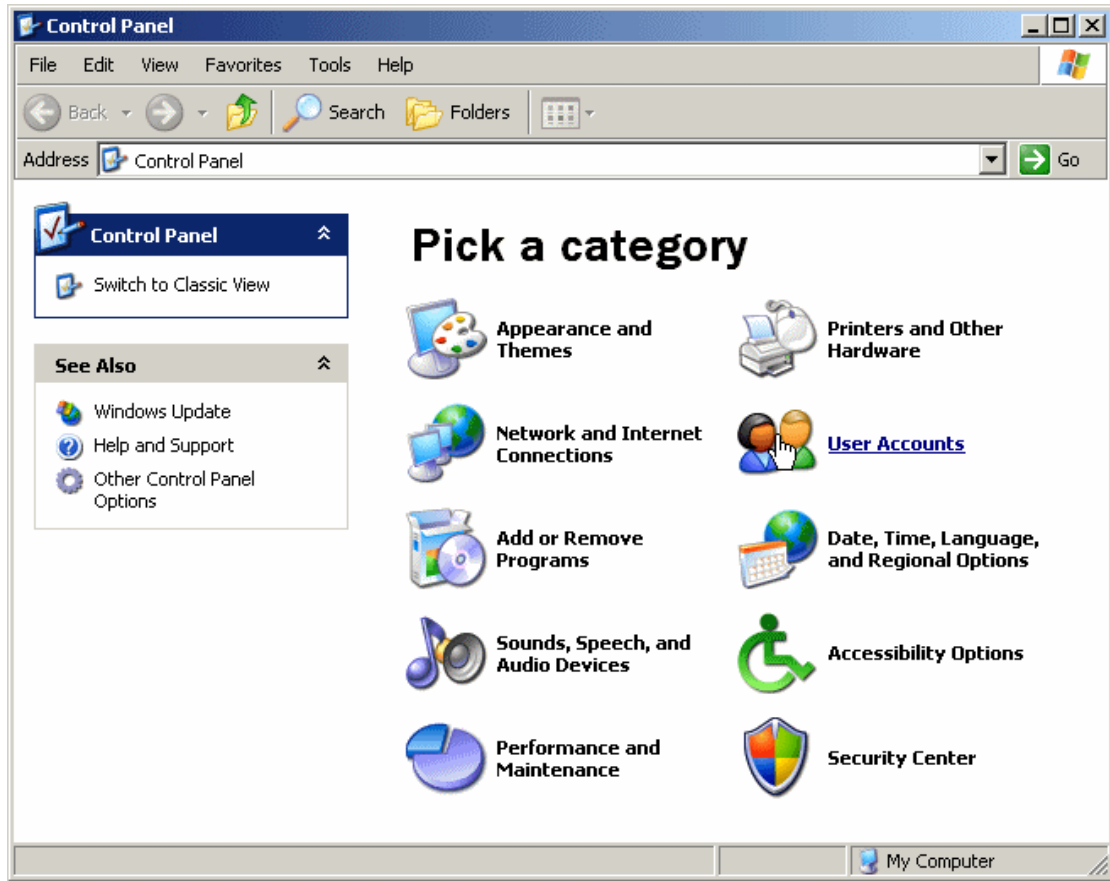 Control Panel
File Edit View Favorites Tools Help
Back Search Folders
Address Control Panel Go
Control Panel
Switch to Classic View
See Also
Windows Update
Help and Support
Other Control Panel
Options
Pick a category
Appearance and
Themes
Printers and Other
Hardware
Network and Internet
Connections
User Accounts
Add or Remove
Programs
Date, Time, Language,
and Regional Options
Sounds, Speech, and
Audio Devices
Accessibility Options
Performance and
Maintenance
Security Center
My Computer